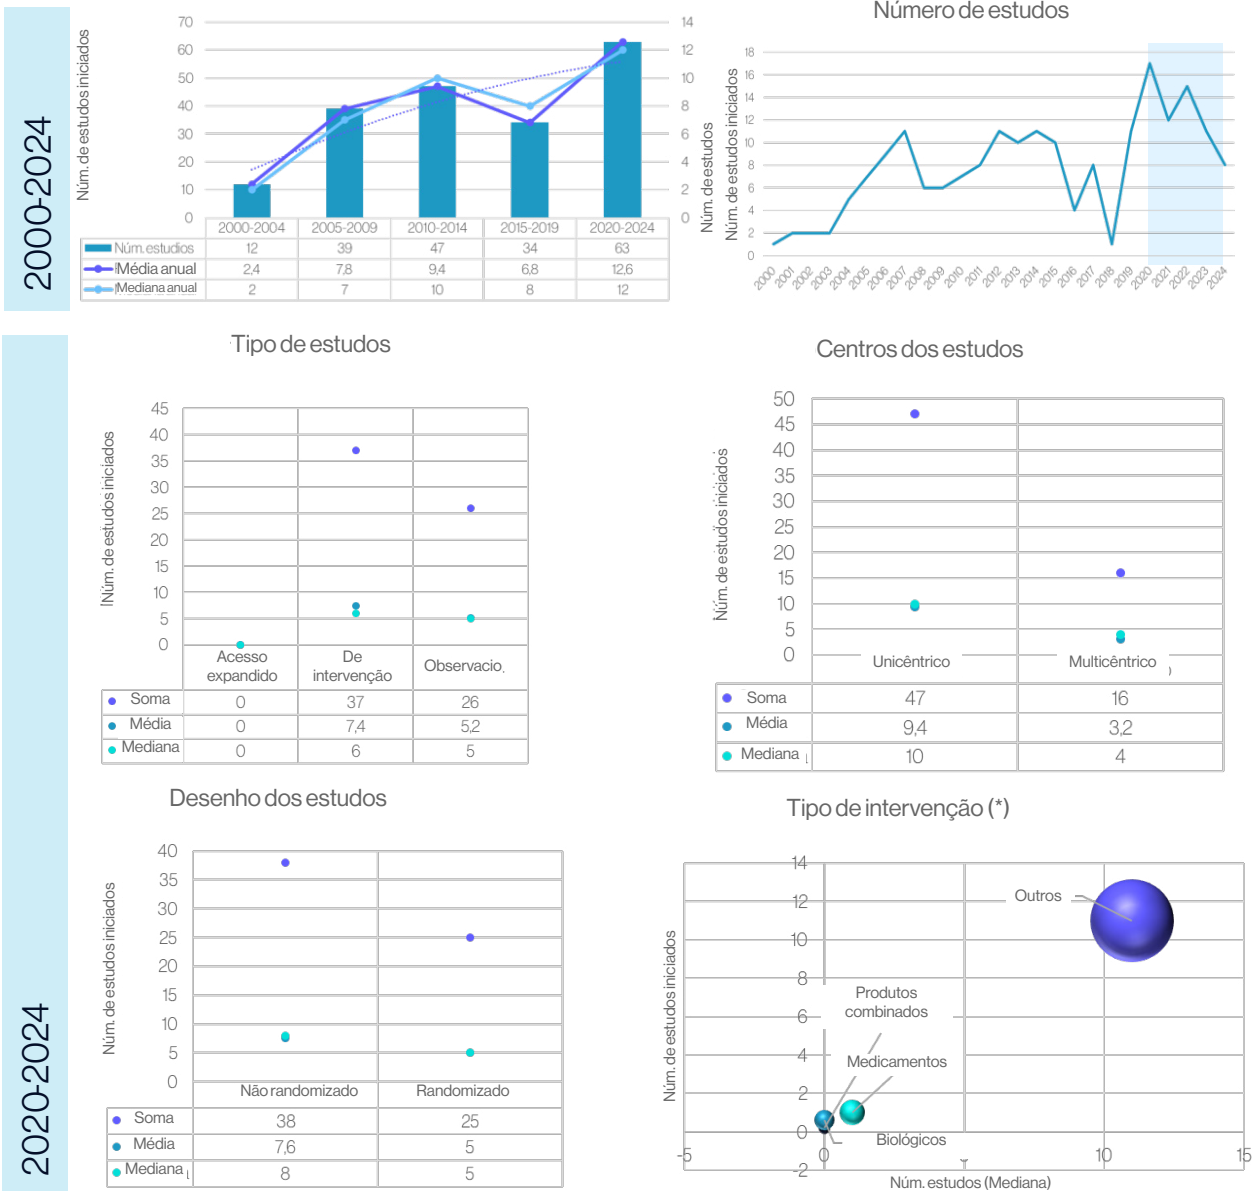 2000-2024
Núm. de estudos iniciados
70
60
50
40
30
20
10
0
14
12
10
8
6
4
2
0
Núm. de estudos
2000-2004 2005-2009 2010-2014 2015-2019 2020-2024
Núm. estudios 12 39 47 34 63
Média anual 2,4 7,8 9,4 6,8 12,6
Mediana anual 2 7 10 8 12
Número de estudos
Núm. de estudos iniciados
18
16
14
12
10
8
6
4
2
0
2000 2001 2002 2003 2004 2005 2006 2007 2008 2009 2010 2011 2012 2013 2014 2015 2016 2017 2018 2019 2020 2021 2022 2023 2024
2020-2024
Tipo de estudos
Núm. de estudos iniciados
45
40
35
30
25
20
15
10
5
0
Acesso expandido De intervenção Observacio.
Soma 0 37 26
Média 0 7,4 5,2
Mediana 0 6 5
Centros dos estudos
Núm. de estudos iniciados
50
45
40
35
30
25
20
15
10
5
0
Unicêntrico Multicêntrico
Soma 47 16
Média 9,4 3,2
Mediana 10 4
Desenho dos estudos
Núm. de estudos iniciados
40
35
30
25
20
15
10
5
0
Não randomizado Randomizado
Soma 38 25
Média 7,6 5
Mediana 8 5
Tipo de intervenção (*)
Núm. de estudos iniciados
14
12
10
8
6
4
2
0
-2
Outros
Produtos
combinados
Medicamentos
Biológicos
-5 0 10 15
Núm. estudos (Mediana)